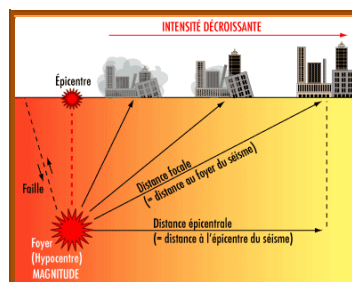 INTENSITÉ DÉCROISSANTE
Épicentre
Faille
Distance focale
(= distance au foyer du séisme)
Foyer
(Hypocentre)
MAGNITUDE
Distance épicentrale
(= distance à l'épicentre du séisme)